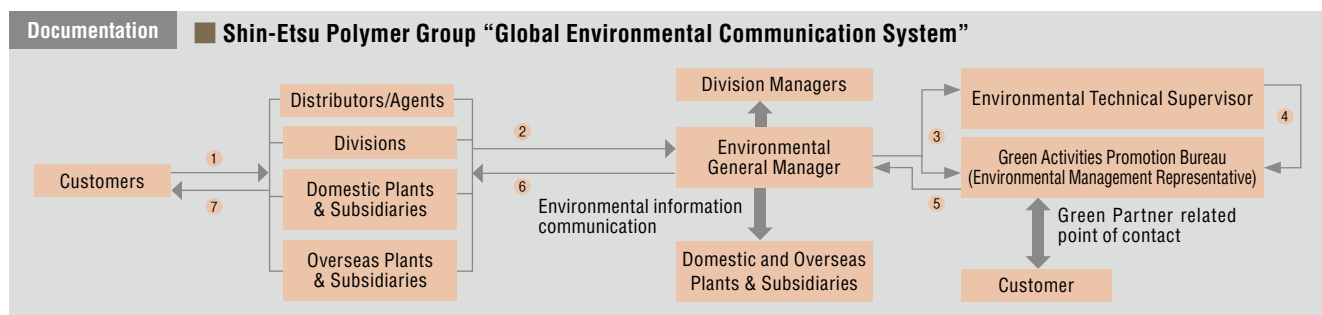 Documentation
Shin-Etsu Polymer Group “Global Environmental Communication System”
Customers
1
7
Distributors/Agents
Divisions
Domestic Plants
& Subsidiaries
Overseas Plants
& Subsidiaries
2
6
Environmental information
communication
Division Managers
Environmental
General Manager
Domestic and Overseas
Plants & Subsidiaries
3
5
Environmental Technical Supervisor
4
Green Activities Promotion Bureau
(Environmental Management Representative)
Green Partner related
point of contact
Customer